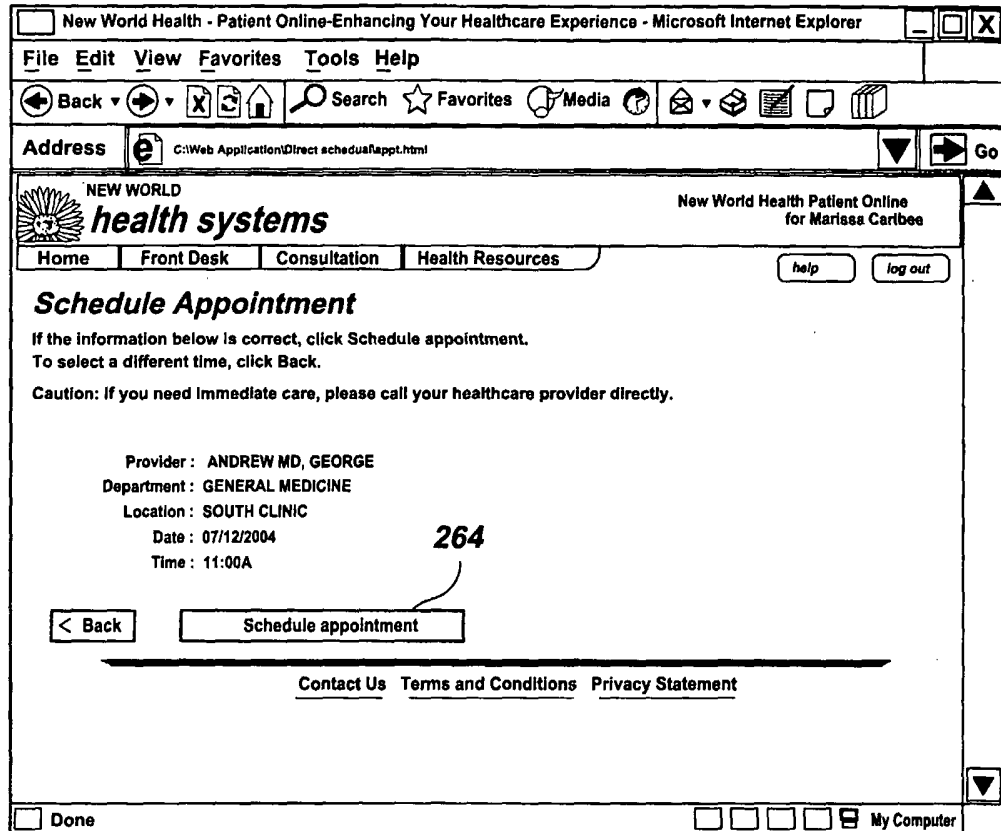 New World Health - Patient Online-Enhancing Your Healthcare Experience - Microsoft Internet Explorer
File Edit View Favorites Tools Help
Back Search Favorites Media
Address C:\Web Application\Direct schedual\appt.html Go
NEW WORLD
health systems
New World Health Patient Online
for Marissa Caribee
Home Front Desk Consultation Health Resources
help log out
Schedule Appointment
If the information below is correct, click Schedule appointment.
To select a different time, click Back.
Caution: If you need immediate care, please call your healthcare provider directly.
Provider : ANDREW MD, GEORGE
Department : GENERAL MEDICINE
Location : SOUTH CLINIC
Date : 07/12/2004
Time : 11:00A
264
< Back Schedule appointment
Contact Us Terms and Conditions Privacy Statement
Done My Computer